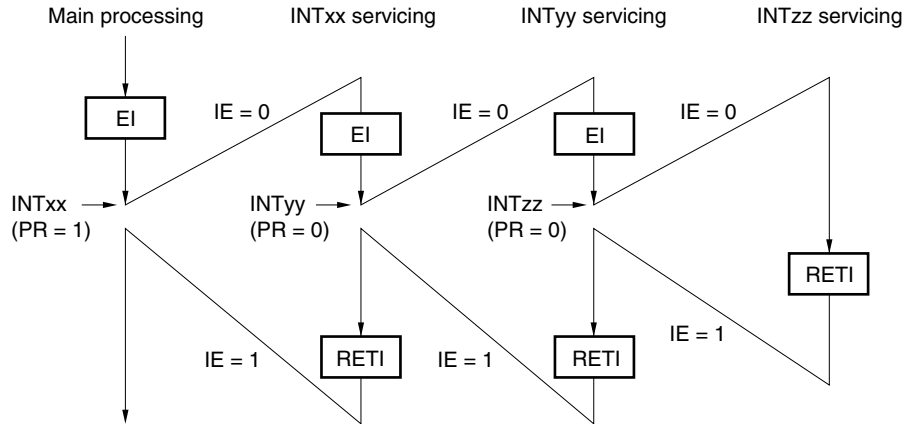 Main processing INTxx servicing INTyy servicing INTzz servicing
IE = 0 IE = 0 IE = 0
EI EI EI
INTxx INTyy INTzz
(PR = 1) (PR = 0) (PR = 0)
RETI
IE = 1 RETI IE = 1 RETI IE = 1